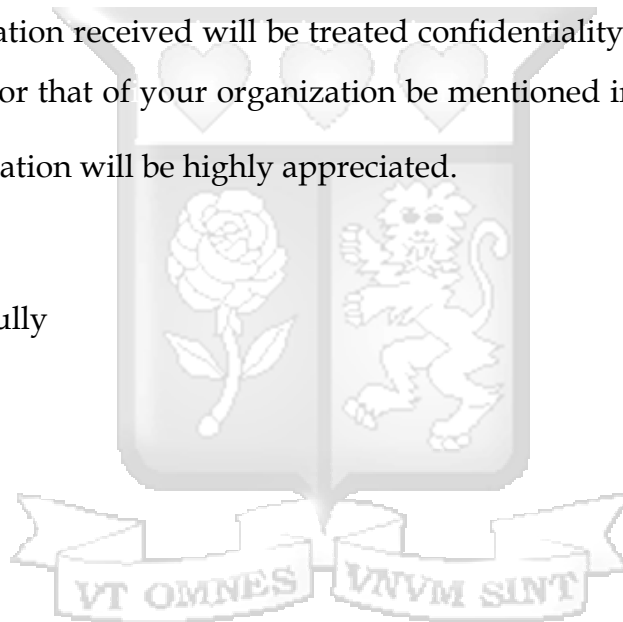 ation received will be treated confidentiality
or that of your organization be mentioned in
ation will be highly appreciated.
ully
VT OMNES VNVM SINT